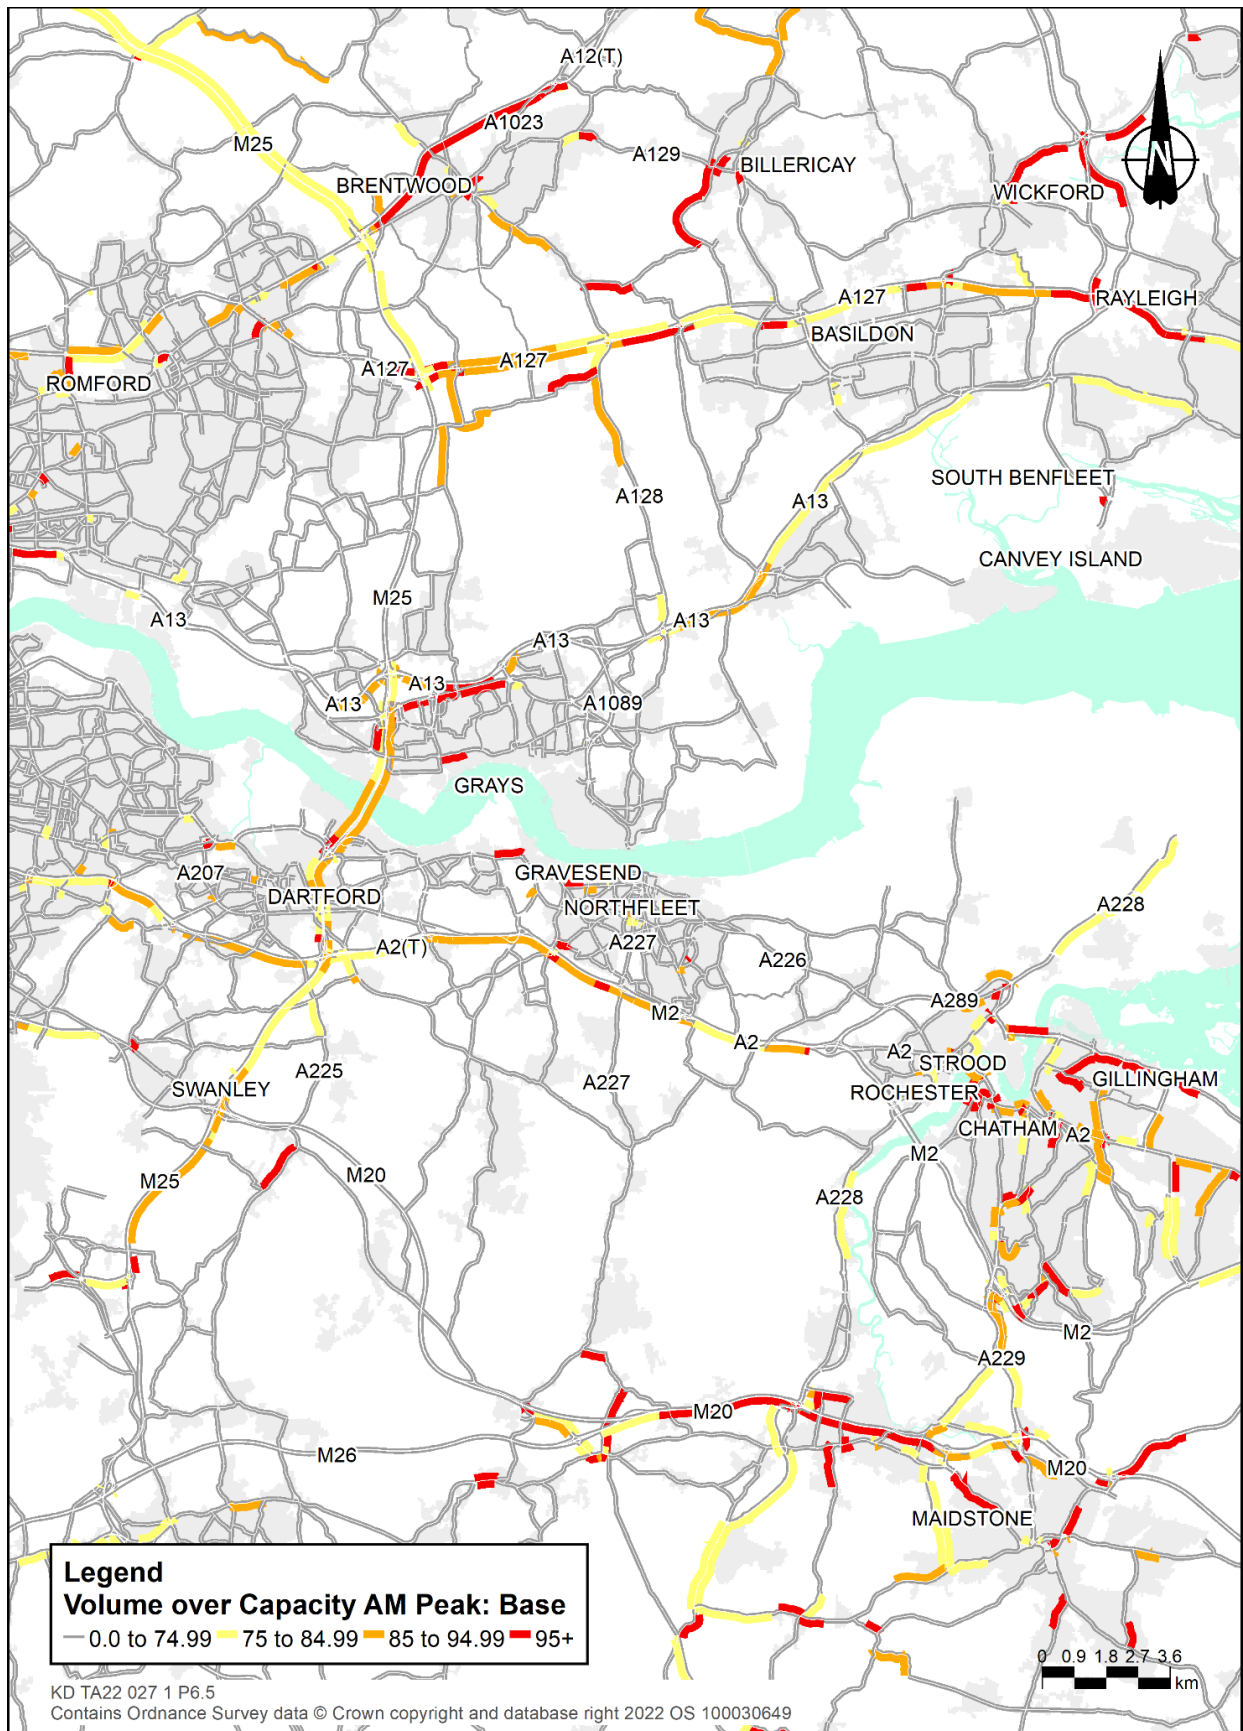 A12(T)
A1023
M25
A129
BILLERICAY
BRENTWOOD
WICKFORD
N
A127
RAYLEIGH
BASILDON
A127
A127
ROMFORD
SOUTH BENFLEET
A128
A13
CANVEY ISLAND
M25
A13
A13
A13
A13
A13
A1089
GRAYS
A207
GRAVESEND
DARTFORD
NORTHFLEET
A228
A2(T)
A227
A226
A289
M2
A2
A2
STROOD
A225
SWANLEY
A227
ROCHESTER
GILLINGHAM
CHATHAM
A2
M2
M20
M25
A228
M2
A229
M20
M26
M20
MAIDSTONE
Legend
Volume over Capacity AM Peak: Base
0.0 to 74.99 75 to 84.99 85 to 94.99 95+
0 0.9 1.8 2.7 3.6
km
KD TA22 027 1 P6.5
Contains Ordnance Survey data © Crown copyright and database right 2022 OS 100030649